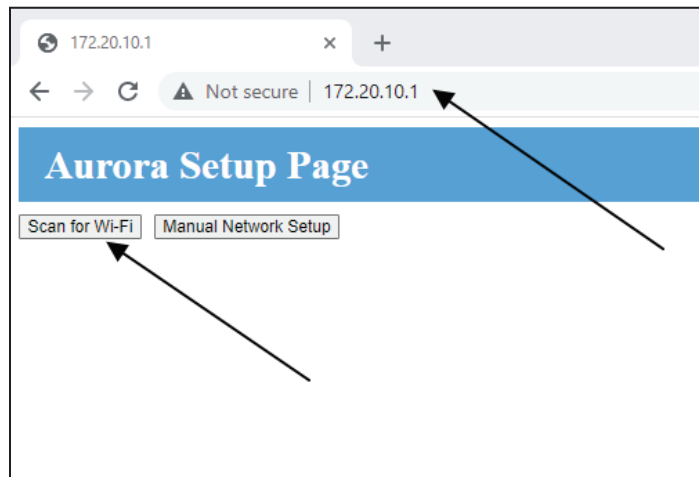 172.20.10.1
Not secure 172.20.10.1
Aurora Setup Page
Scan for Wi-Fi Manual Network Setup